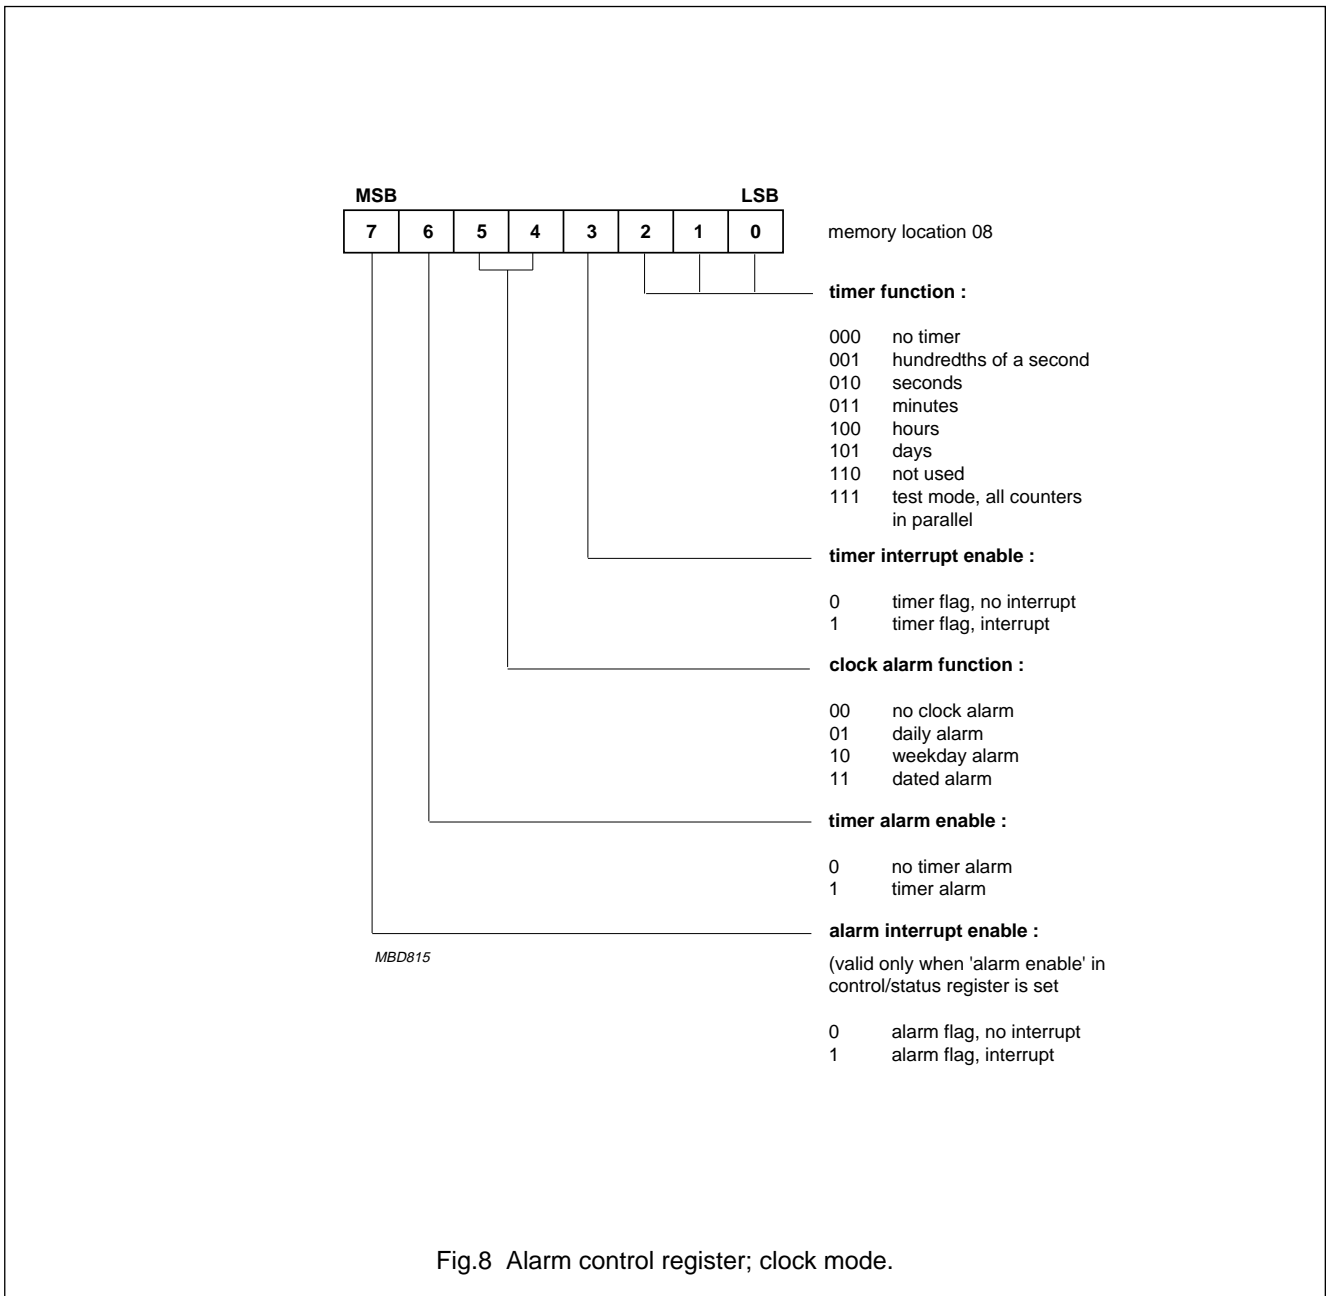 MSB LSB
7 6 5 4 3 2 1 0 memory location 08
timer function :
000 no timer
001 hundredths of a second
010 seconds
011 minutes
100 hours
101 days
110 not used
111 test mode, all counters
in parallel
timer interrupt enable :
0 timer flag, no interrupt
1 timer flag, interrupt
clock alarm function :
00 no clock alarm
01 daily alarm
10 weekday alarm
11 dated alarm
timer alarm enable :
0 no timer alarm
1 timer alarm
alarm interrupt enable :
MBD815
(valid only when 'alarm enable' in
control/status register is set
0 alarm flag, no interrupt
1 alarm flag, interrupt
Fig.8 Alarm control register; clock mode.